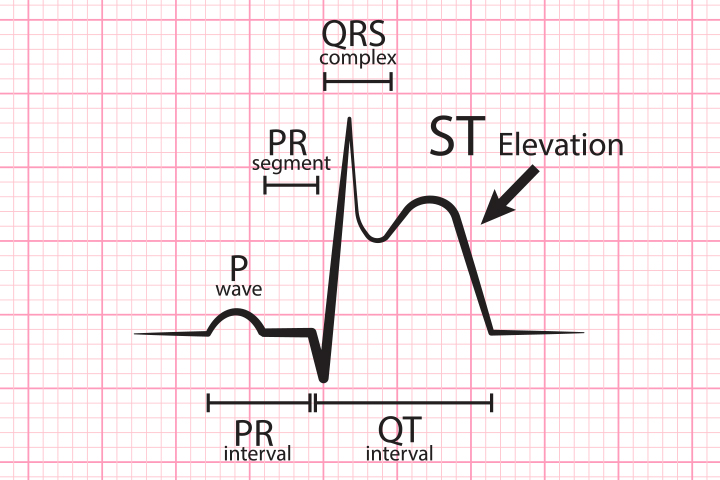 QRS
complex
PR
segment
ST Elevation
P
wave
PR
interval
QT
interval